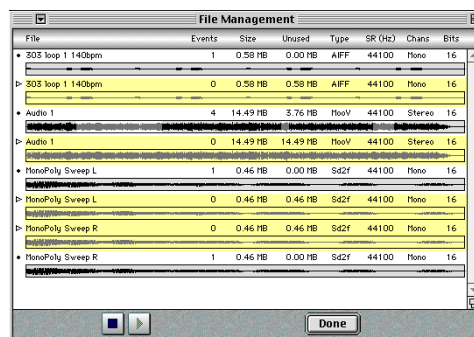 File Management
File Events Size Unused Type SR (Hz) Chans Bits
303 loop 1 140bpm 1 0.58 MB 0.00 MB AIFF 44100 Mono 16
303 loop 1 140bpm 0 0.58 MB 0.58 MB AIFF 44100 Mono 16
Audio 1 4 14.49 MB 3.76 MB MooV 44100 Stereo 16
Audio 1 0 14.49 MB 14.49 MB MooV 44100 Stereo 16
MonoPoly Sweep L 1 0.46 MB 0.00 MB Sd2f 44100 Mono 16
MonoPoly Sweep L 0 0.46 MB 0.46 MB Sd2f 44100 Mono 16
MonoPoly Sweep R 0 0.46 MB 0.46 MB Sd2f 44100 Mono 16
MonoPoly Sweep R 1 0.46 MB 0.00 MB Sd2f 44100 Mono 16
Done